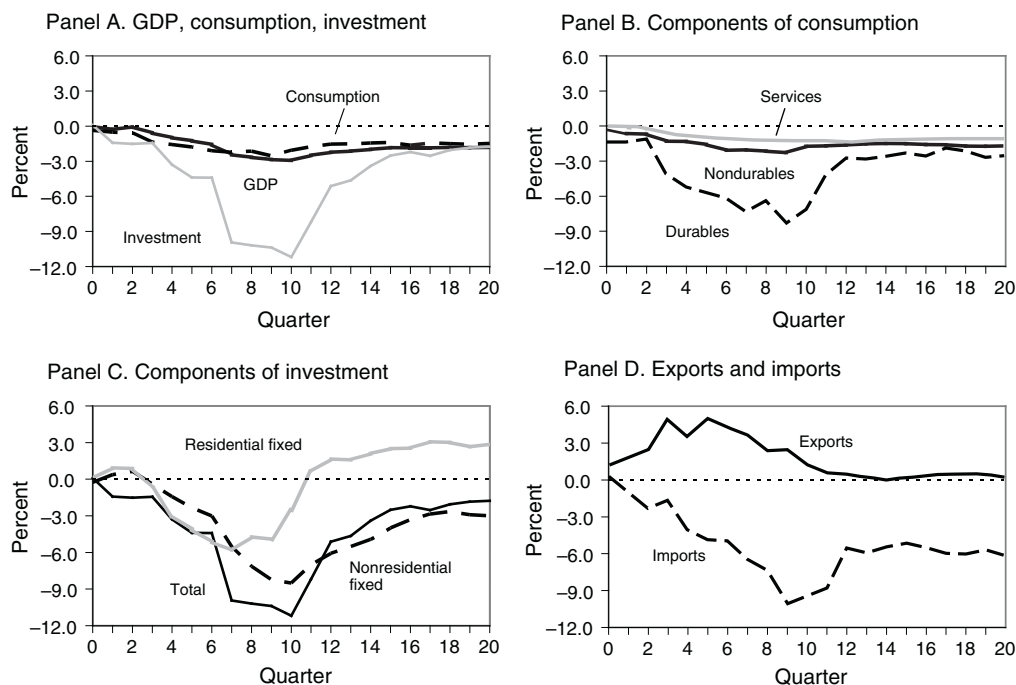 Panel A. GDP, consumption, investment
6.0
3.0
0.0
−3.0
−6.0
−9.0
−12.0
Percent
Consumption
GDP
Investment
0 2 4 6 8 10 12 14 16 18 20
Quarter
Panel B. Components of consumption
6.0
3.0
0.0
−3.0
−6.0
−9.0
−12.0
Percent
Services
Nondurables
Durables
0 2 4 6 8 10 12 14 16 18 20
Quarter
Panel C. Components of investment
6.0
3.0
0.0
−3.0
−6.0
−9.0
−12.0
Percent
Residential fixed
Total
Nonresidential
fixed
0 2 4 6 8 10 12 14 16 18 20
Quarter
Panel D. Exports and imports
6.0
3.0
0.0
−3.0
−6.0
−9.0
−12.0
Percent
Exports
Imports
0 2 4 6 8 10 12 14 16 18 20
Quarter